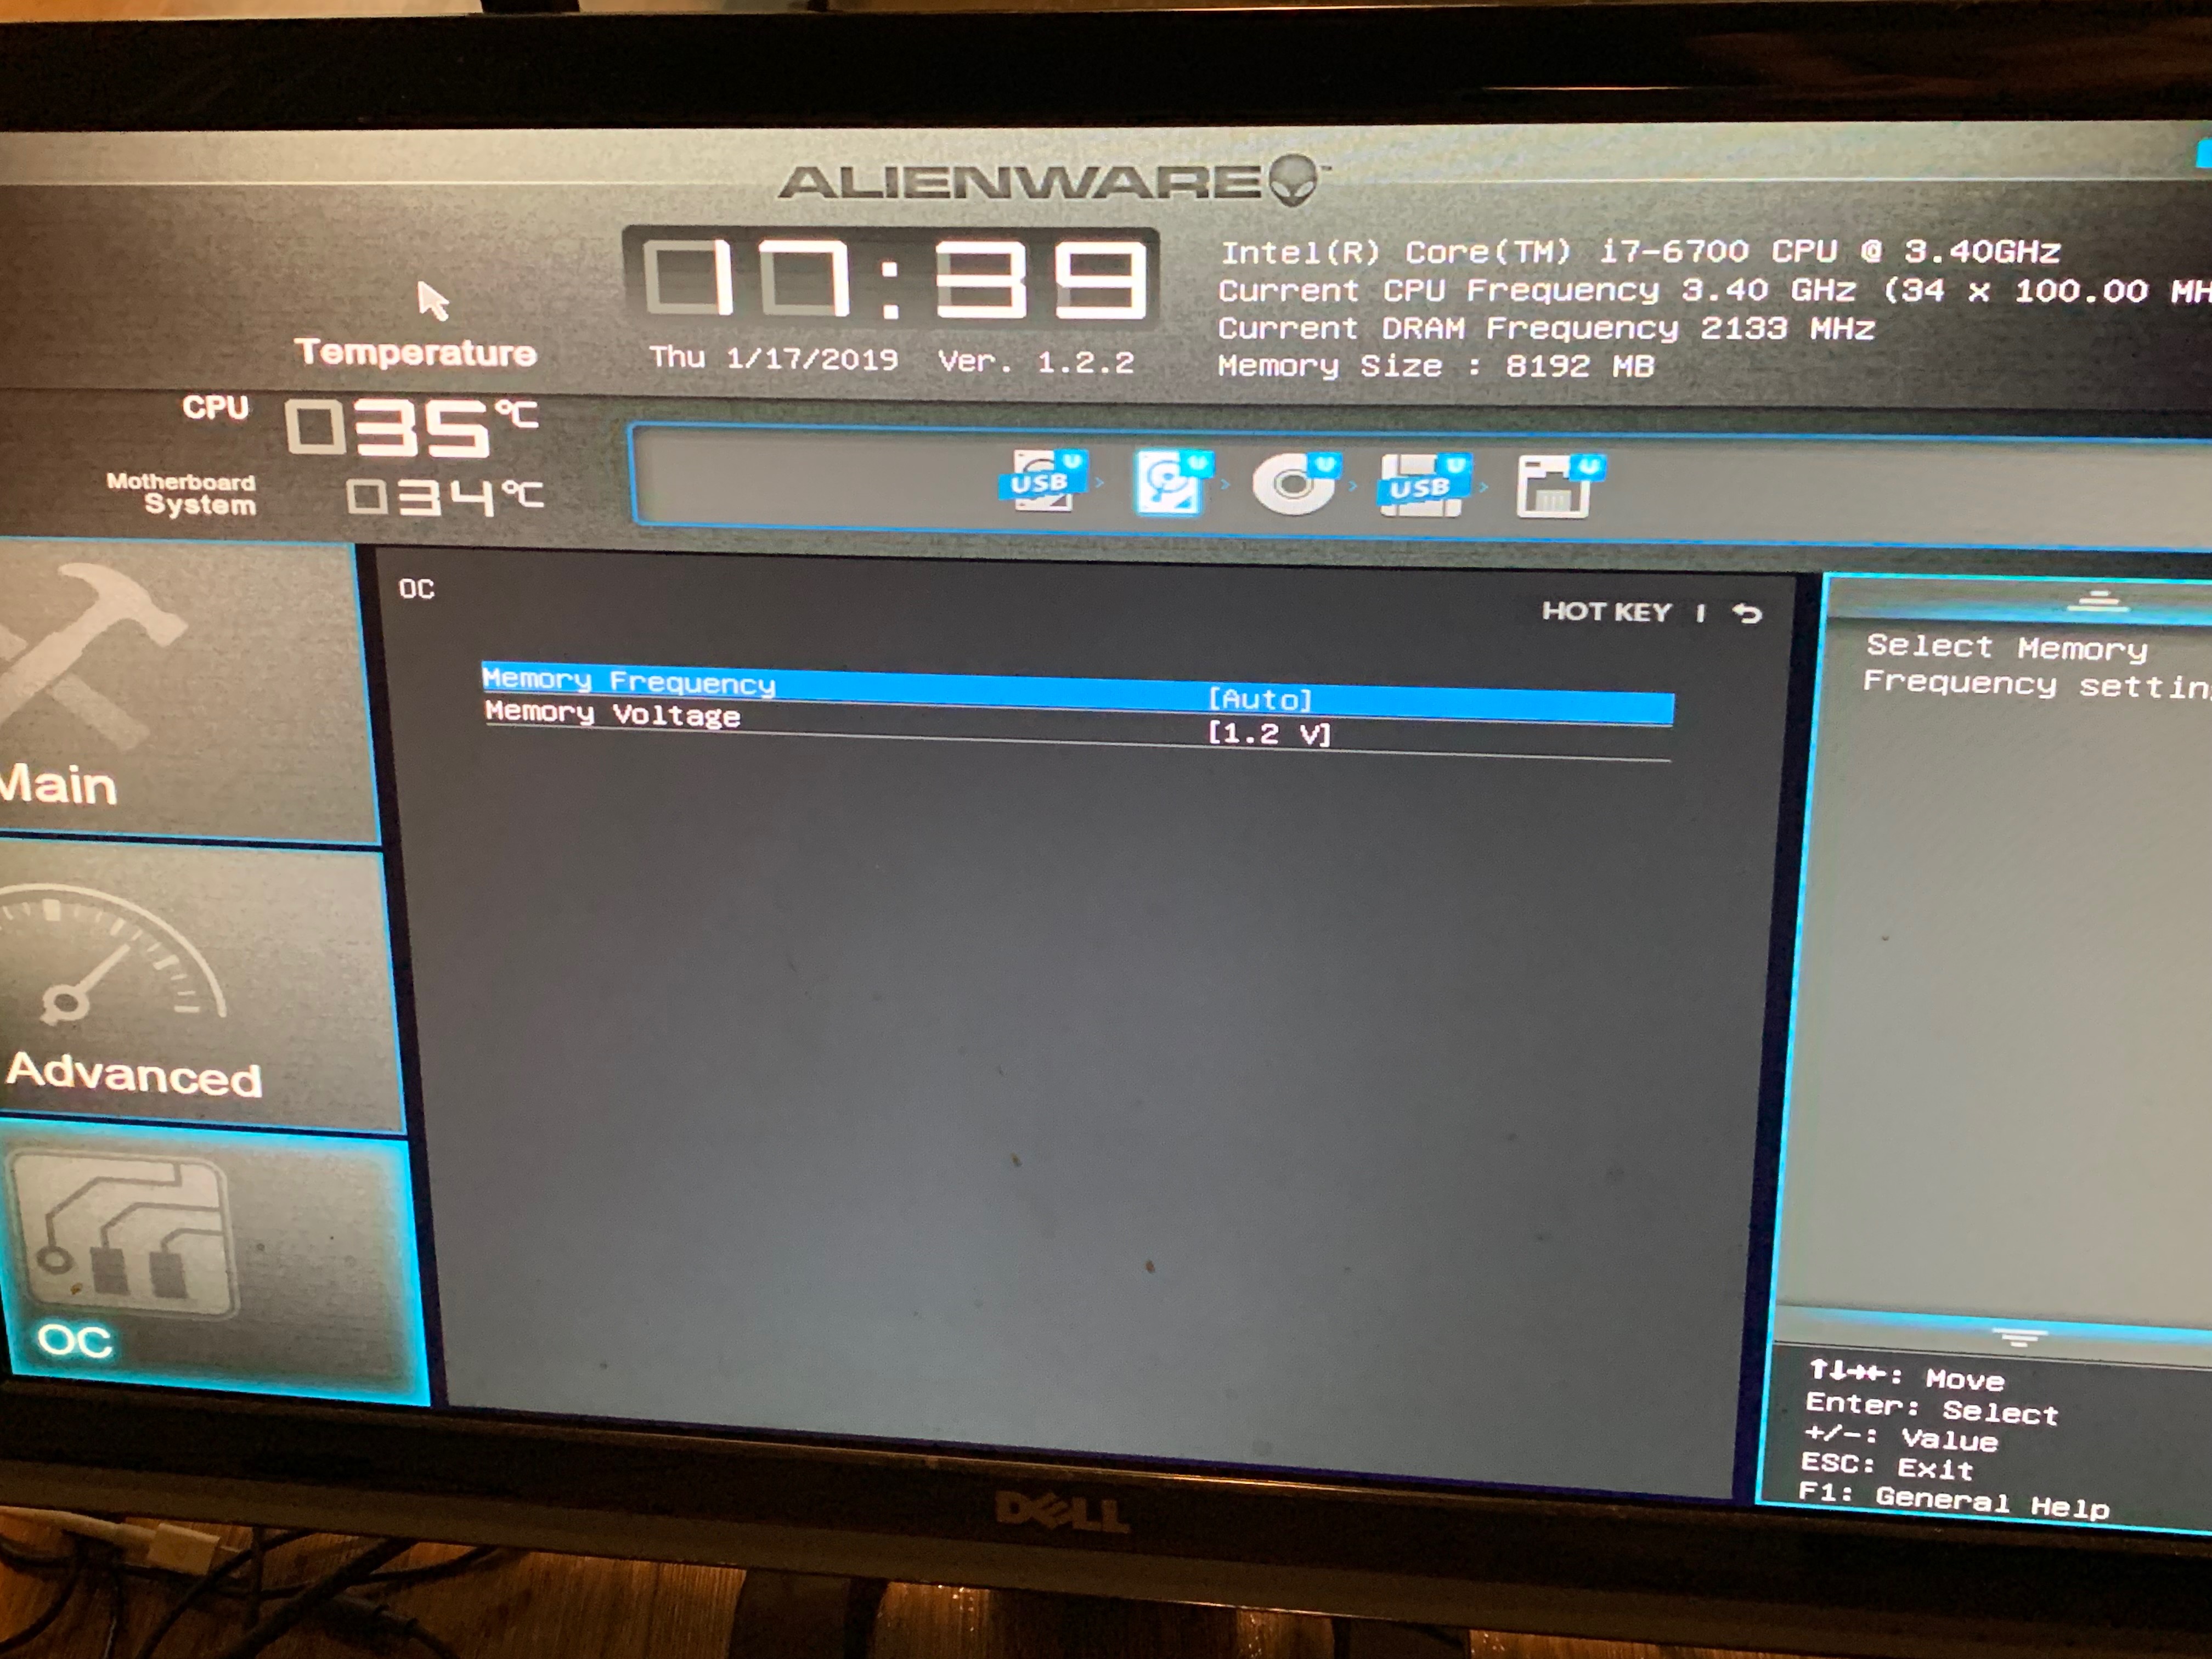 ALIENWARE
17:39
Thu 1/17/2019 Ver. 1.2.2
Intel(R) Core(TM) i7-6700 CPU @ 3.40GHz
Current CPU Frequency 3.40 GHz (34 x 100.00 MH
Current DRAM Frequency 2133 MHz
Memory Size : 8192 MB
Temperature
CPU 035°C
Motherboard
System 034°C
USB U U U USB U U
OC
HOT KEY |
Memory Frequency [Auto]
Memory Voltage [1.2 V]
Main
Advanced
OC
Select Memory
Frequency settin
↑↓→←: Move
Enter: Select
+/-: Value
ESC: Exit
F1: General Help
DELL